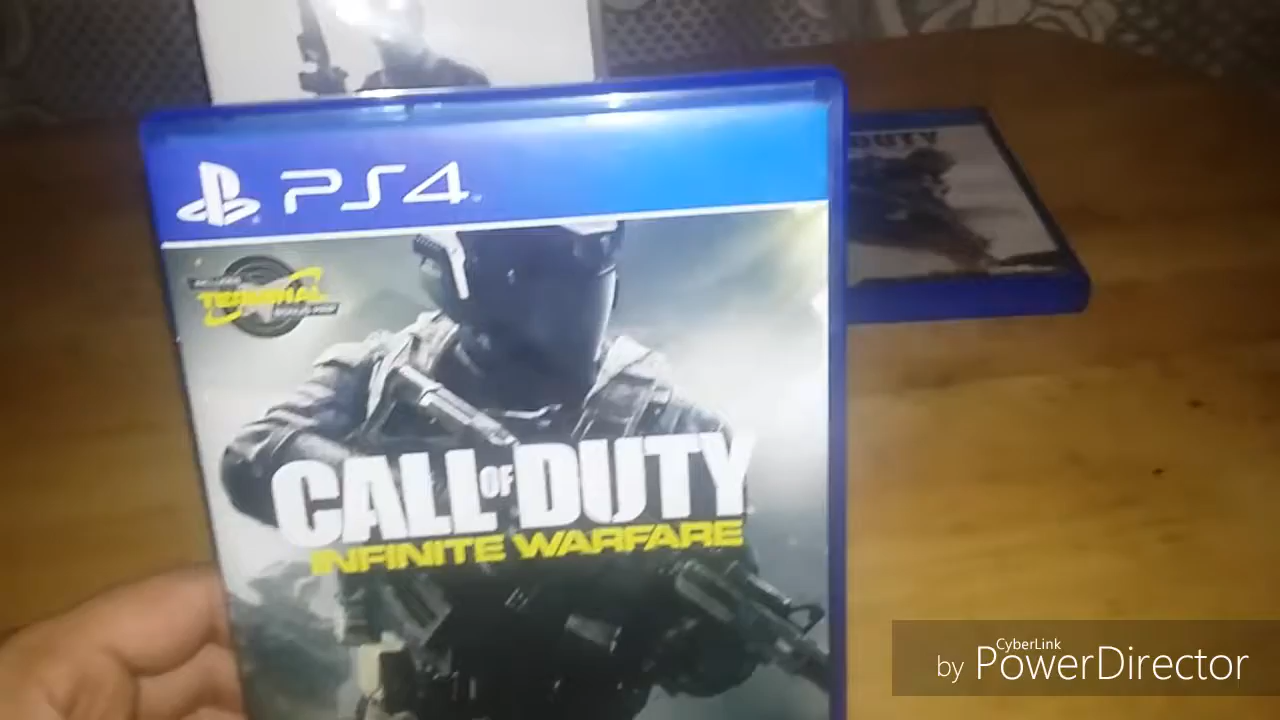 PS4
TERMINAL
CALL OF DUTY
INFINITE WARFARE
DUTY
CyberLink
by PowerDirector